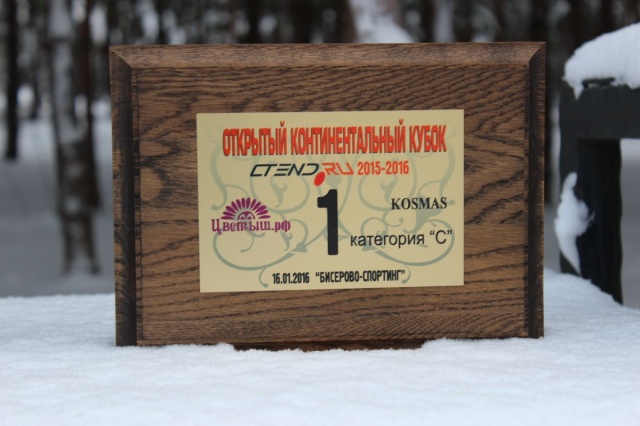 ОТКРЫТЫЙ КОНТИНЕНТАЛЬНЫЙ КУБОК
CTEND.RU 2015-2016
Цветыш.рф
1
KOSMAS
категория "С"
16.01.2016 "БИСЕРОВО-СПОРТИНГ"